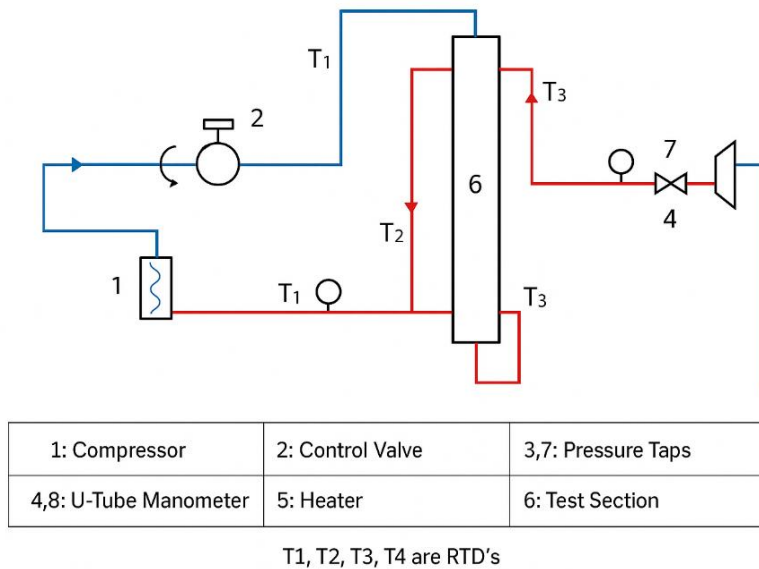 T1
2
T3
7
6
4
T2
1
T1
T3
1: Compressor
2: Control Valve
3,7: Pressure Taps
4,8: U-Tube Manometer
5: Heater
6: Test Section
T1, T2, T3, T4 are RTD's